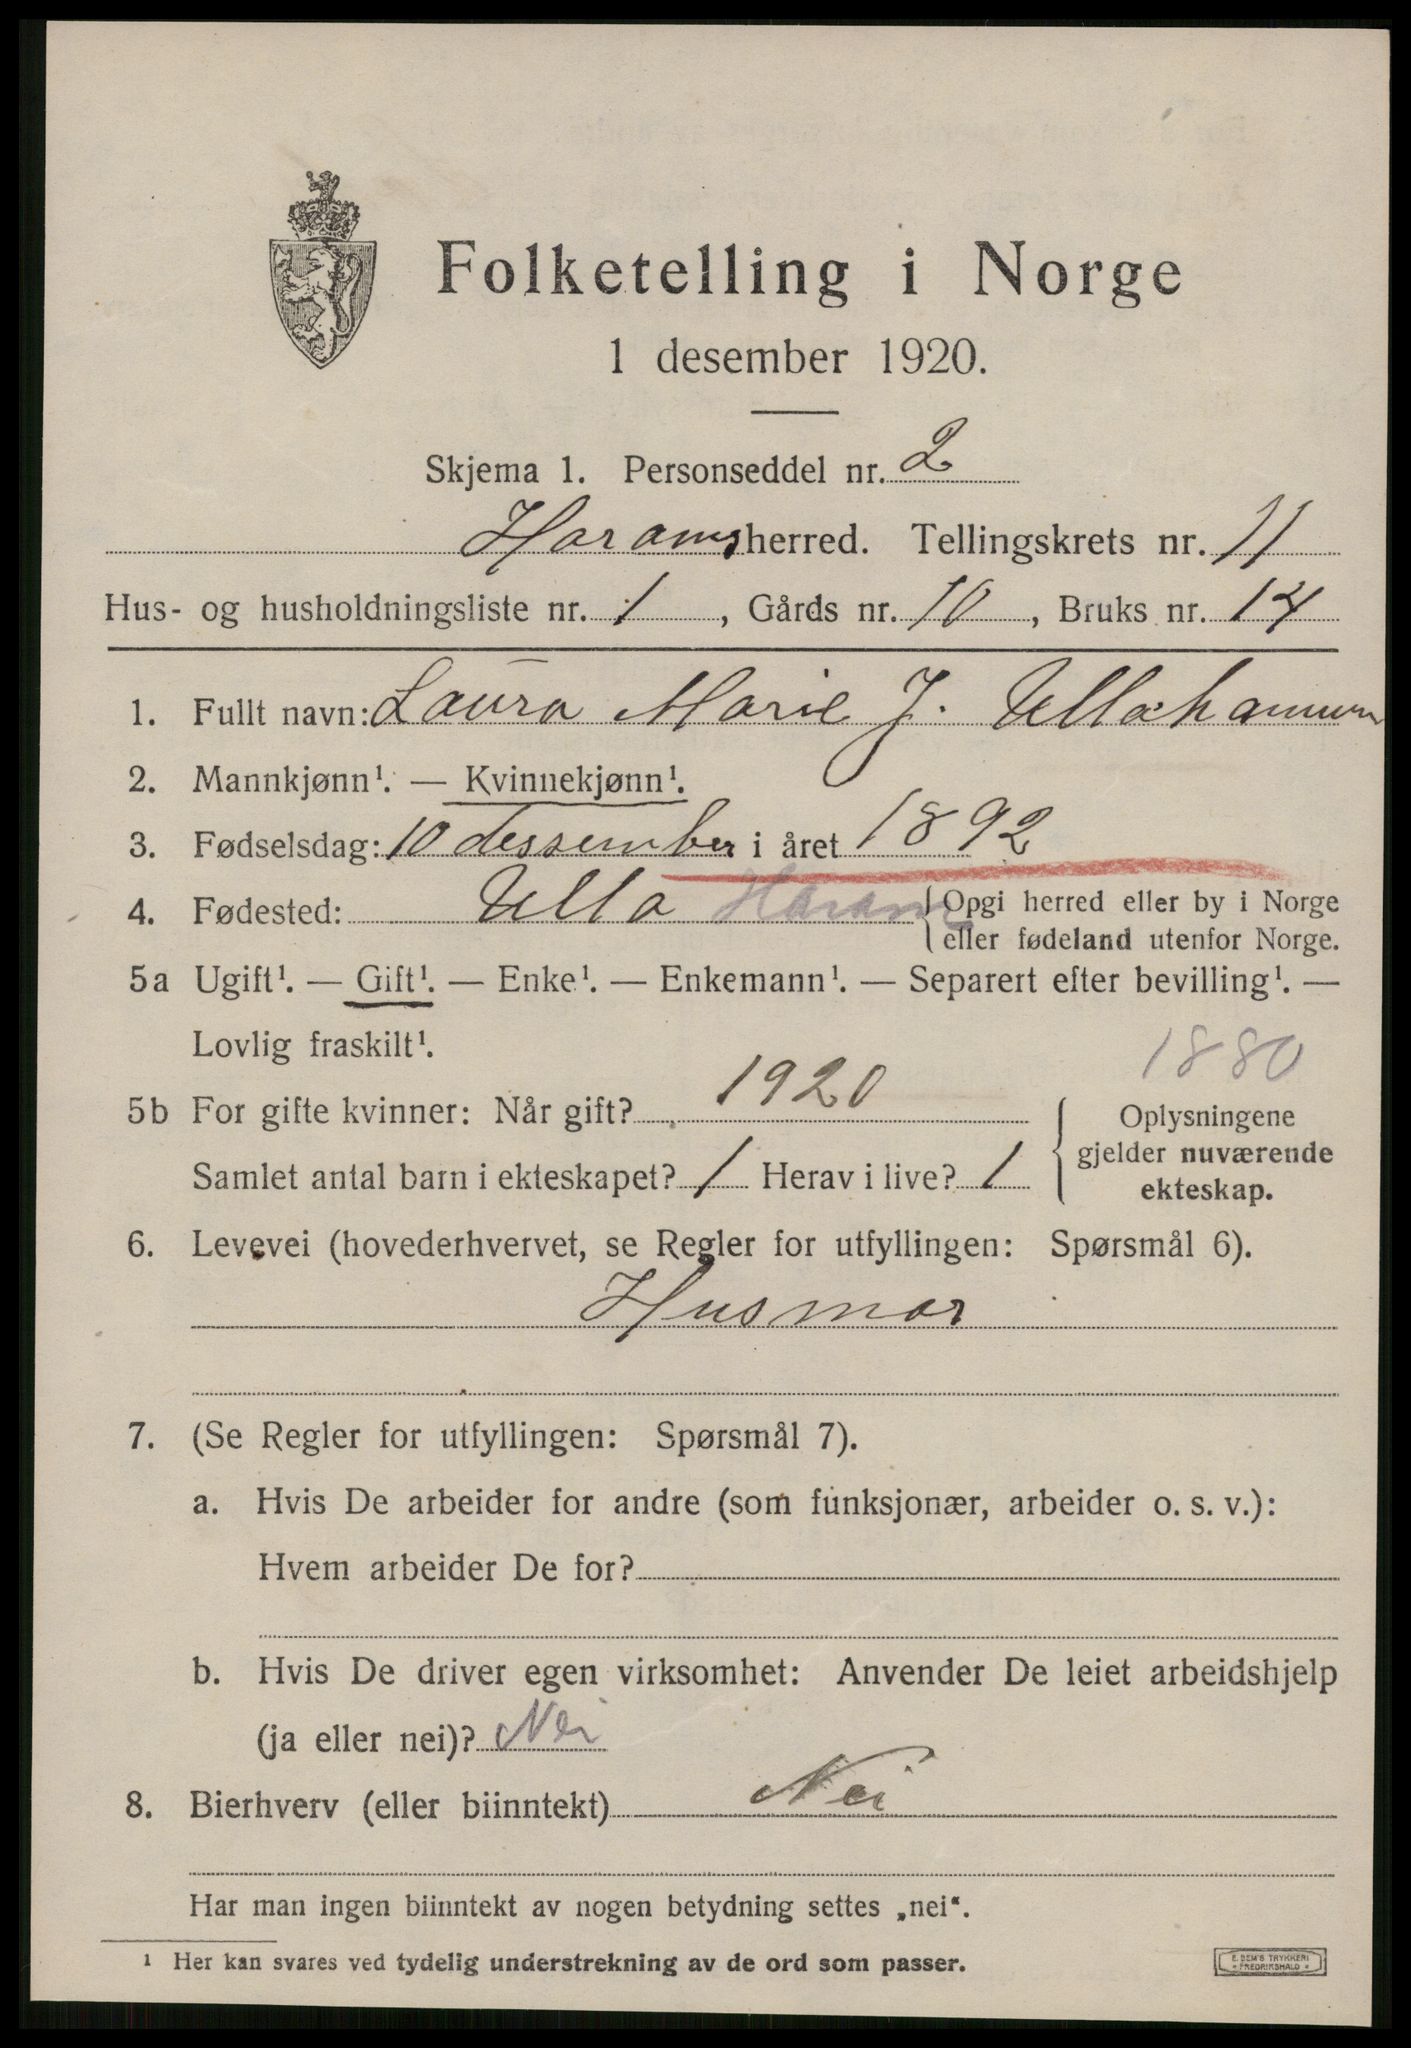 Folketelling i Norge
1 desember 1920.
Skjema 1. Personseddel nr. 2
Haramsherred. Tellingskrets nr. 11
Hus- og husholdningsliste nr. 1, Gårds nr. 10, Bruks nr. 14
1. Fullt navn: Laura Marie J. Ullahammen
2. Mannkjønn¹. — Kvinnekjønn¹.
3. Fødselsdag: 10 dessember i året 1892
4. Fødested: Ulla Haram {Opgi herred eller by i Norge
eller fødeland utenfor Norge.
5a Ugift¹. — Gift¹. — Enke¹. — Enkemann¹. — Separert efter bevilling¹. —
Lovlig fraskilt¹.
1880
5b For gifte kvinner: Når gift? 1920
Samlet antal barn i ekteskapet? 1 Herav i live? 1
Oplysningene
gjelder nuværende
ekteskap.
6. Levevei (hovederhvervet, se Regler for utfyllingen: Spørsmål 6).
Husmor
7. (Se Regler for utfyllingen: Spørsmål 7).
a. Hvis De arbeider for andre (som funksjonær, arbeider o. s. v.):
Hvem arbeider De for?
b. Hvis De driver egen virksomhet: Anvender De leiet arbeidshjelp
(ja eller nei)? Nei
8. Bierhverv (eller biinntekt) Nei
Har man ingen biinntekt av nogen betydning settes „nei“.
¹ Her kan svares ved tydelig understrekning av de ord som passer.
E. SEM'S TRYKKERI
FREDRIKSHALD